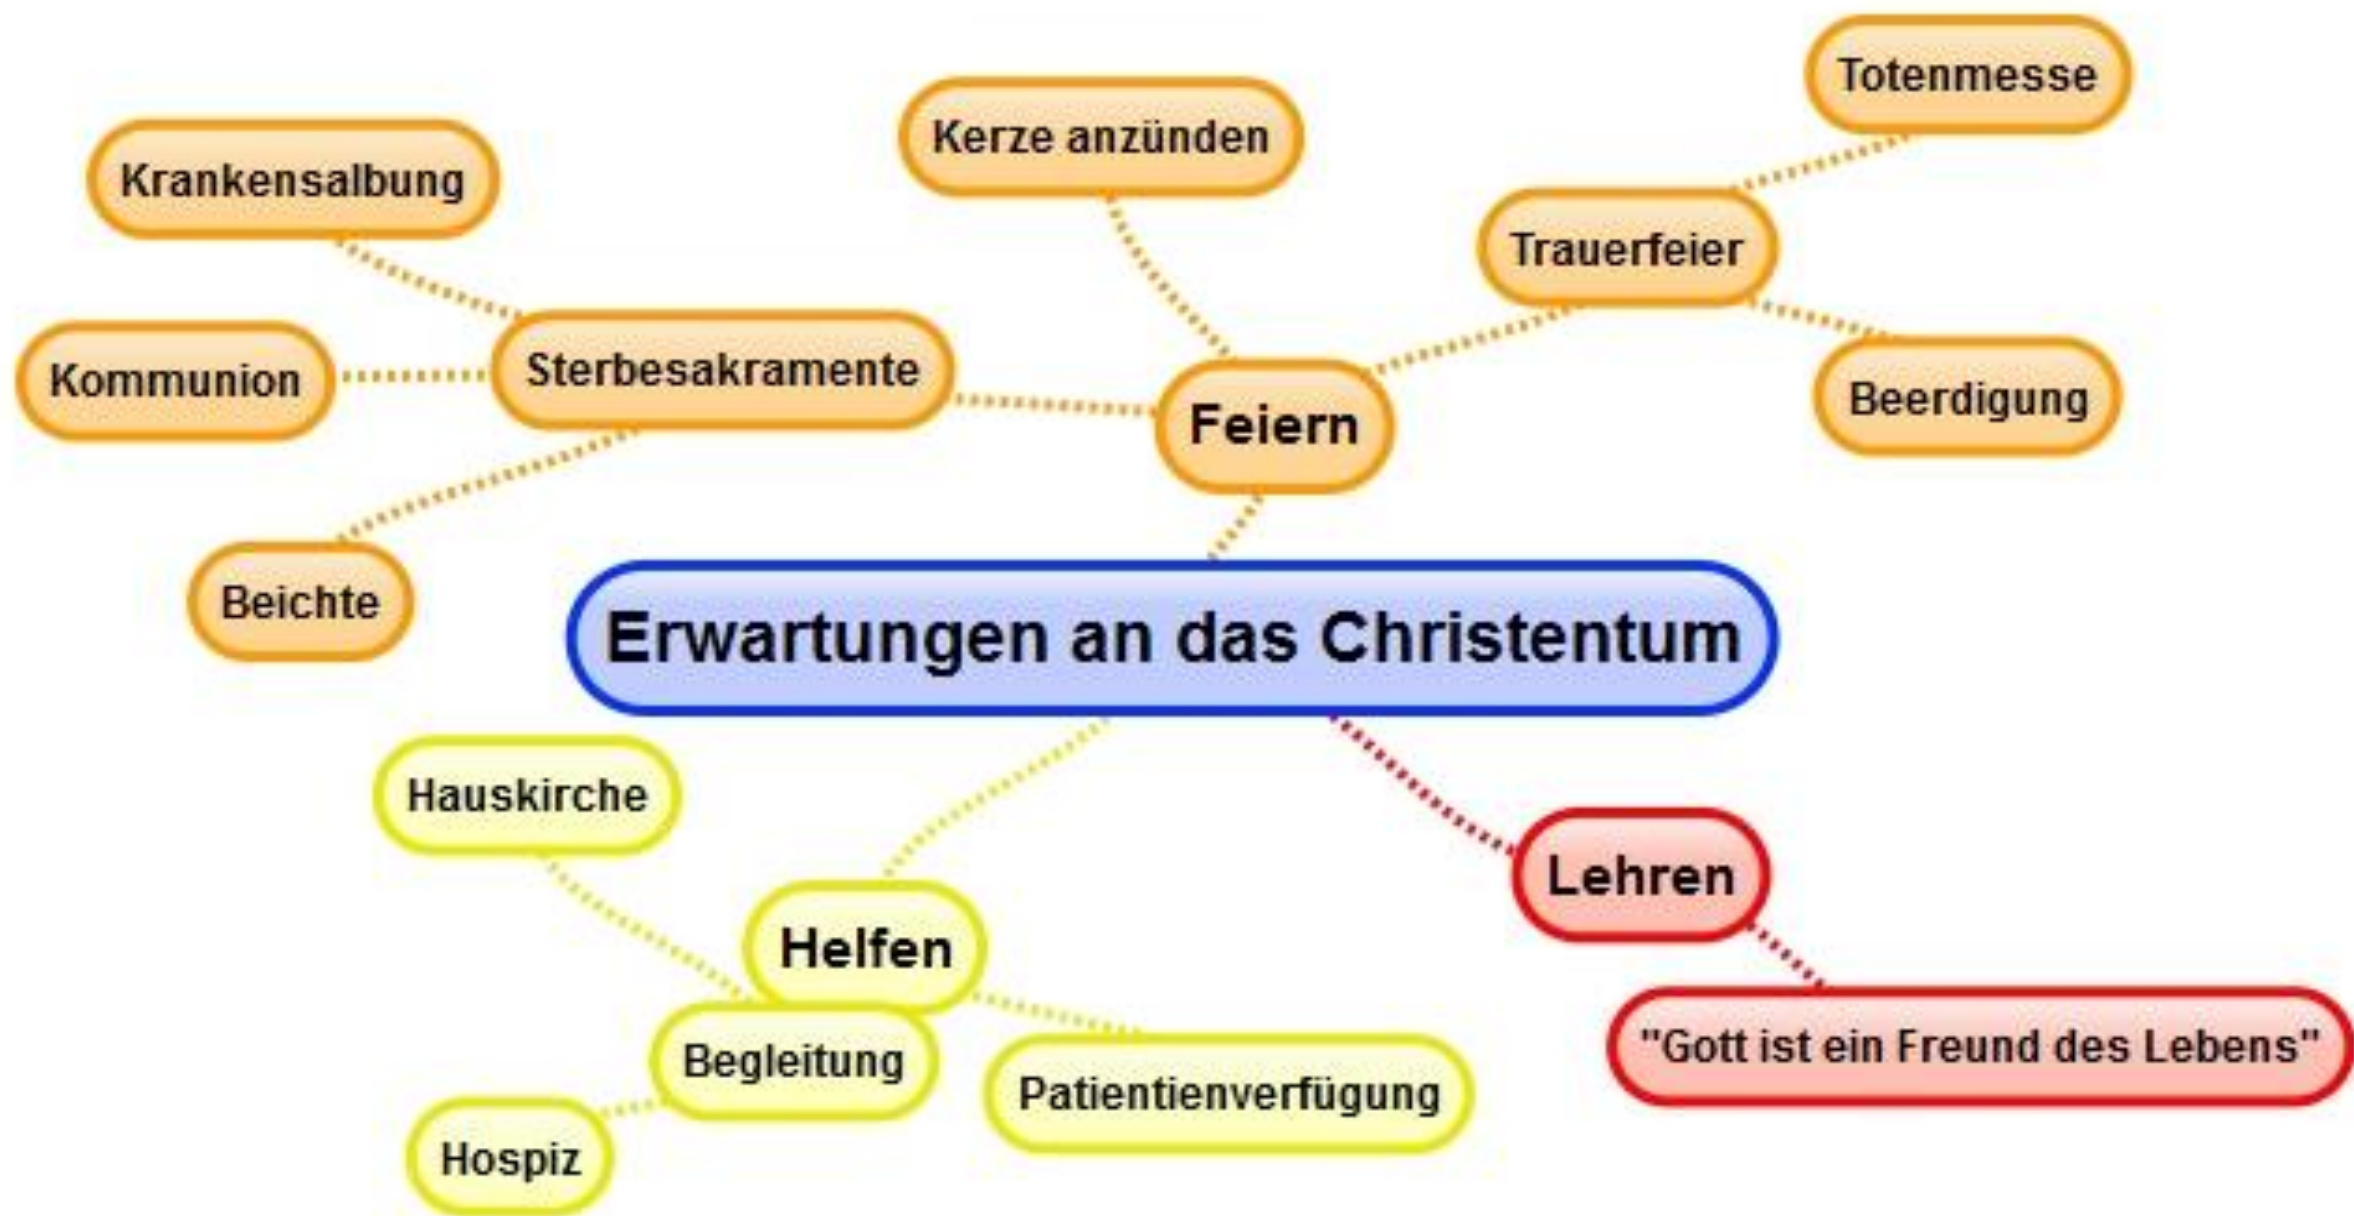 Totenmesse
Kerze anzünden
Krankensalbung
Trauerfeier
Sterbesakramente
Kommunion
Beerdigung
Feiern
Beichte
Erwartungen an das Christentum
Hauskirche
Lehren
Helfen
"Gott ist ein Freund des Lebens"
Begleitung
Patientienverfügung
Hospiz